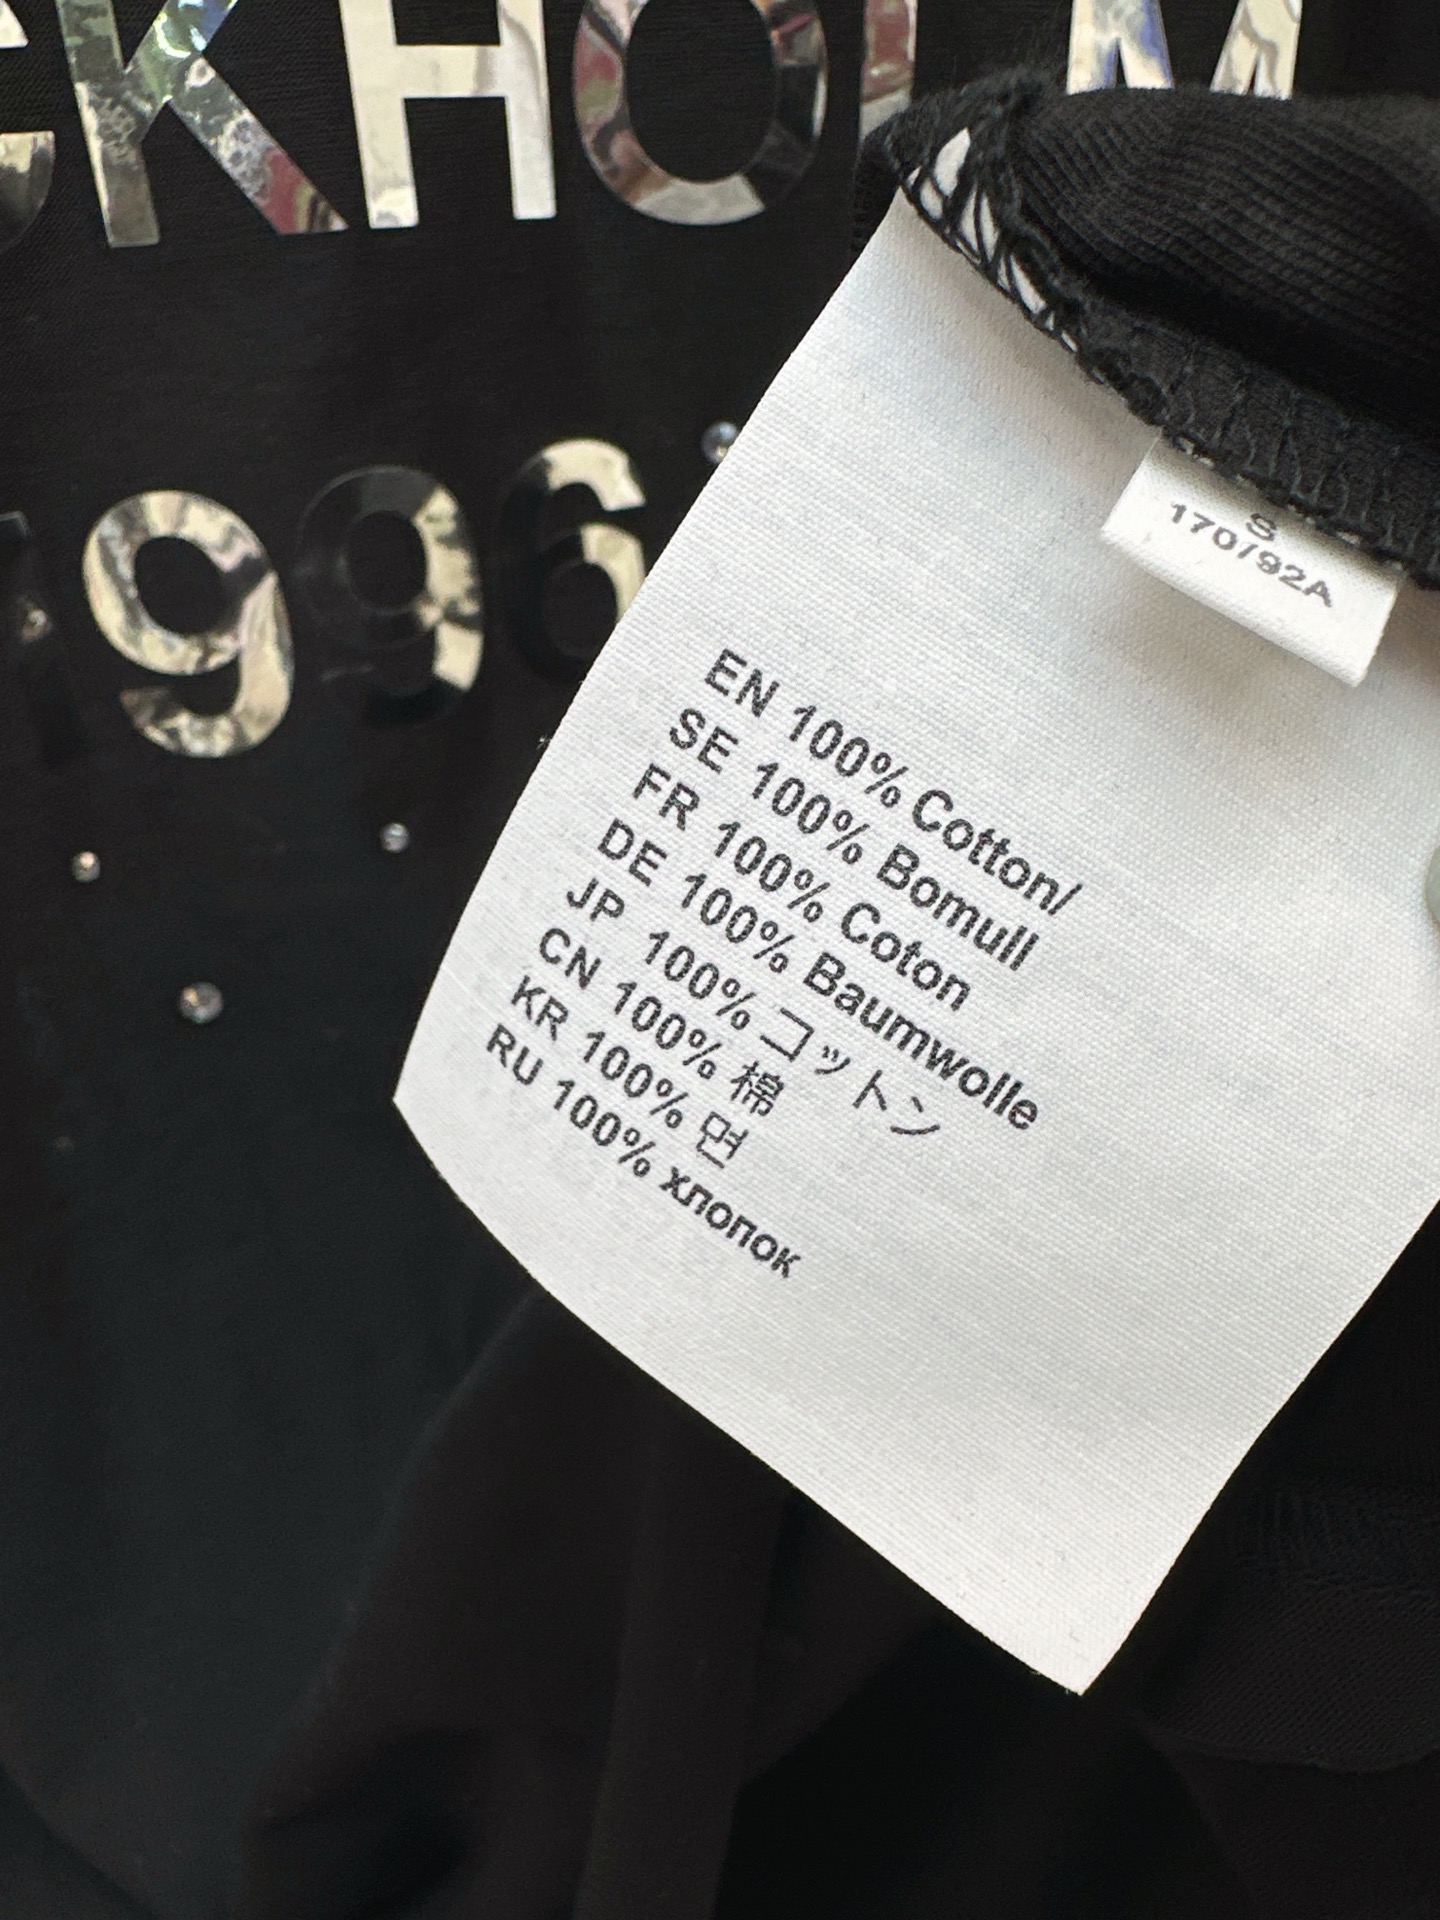 CKHOLM
1996
S
170/92A
EN 100% Cotton/
SE 100% Bomull
FR 100% Coton
DE 100% Baumwolle
JP 100% コットン
CN 100% 棉
KR 100% 면
RU 100% хлопок